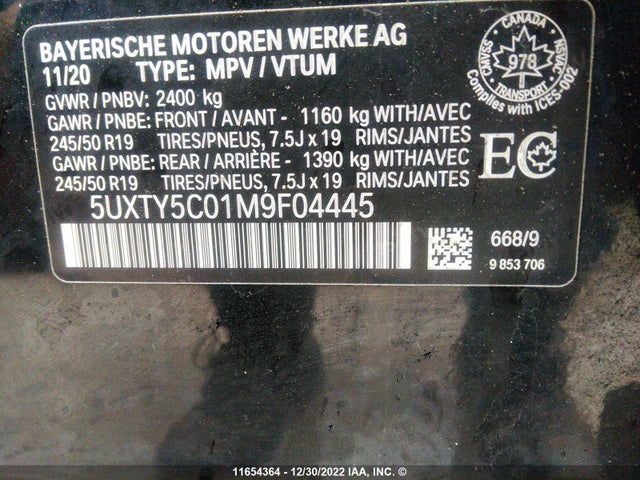 BAYERISCHE MOTOREN WERKE AG
11/20 TYPE: MPV / VTUM
GVWR / PNBV: 2400 kg
GAWR / PNBE: FRONT / AVANT - 1160 kg WITH/AVEC
245/50 R19 TIRES/PNEUS, 7.5J x 19 RIMS/JANTES
GAWR / PNBE: REAR / ARRIÈRE - 1390 kg WITH/AVEC
245/50 R19 TIRES/PNEUS, 7.5J x 19 RIMS/JANTES
5UXTY5C01M9F04445
CANADA
CMVSS
978
NSVAC
TRANSPORT
Complies with ICES-002
EC
668/9
9 853 706
11654364 - 12/30/2022 IAA, INC. ©